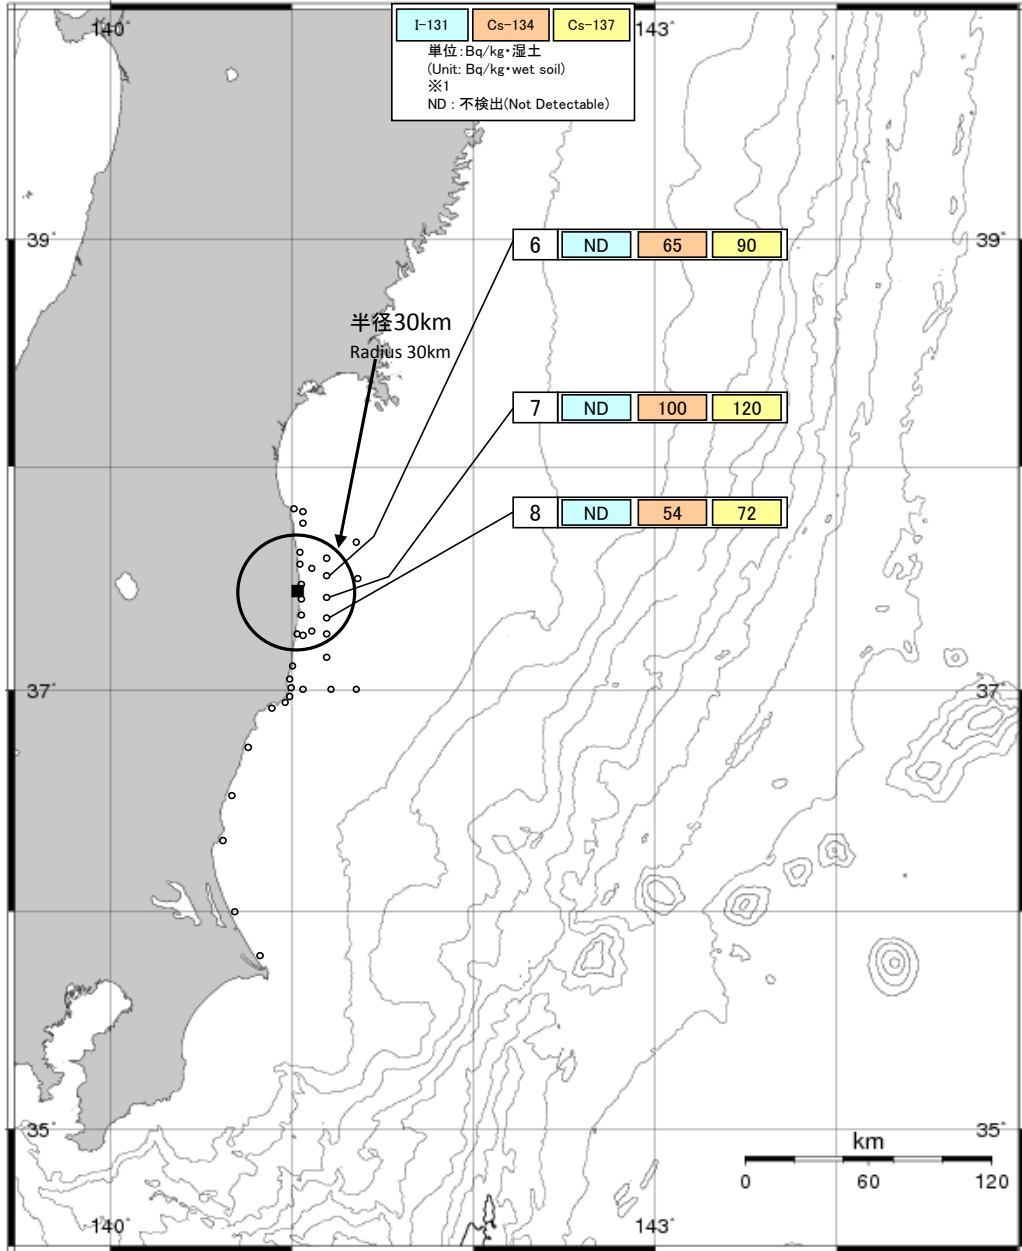 140°
143°
I-131 Cs-134 Cs-137
単位:Bq/kg・湿土
(Unit: Bq/kg・wet soil)
※1
ND : 不検出(Not Detectable)
39°
39°
6 ND 65 90
半径30km
Radius 30km
7 ND 100 120
8 ND 54 72
37°
37°
35°
35°
km
0 60 120
140°
143°